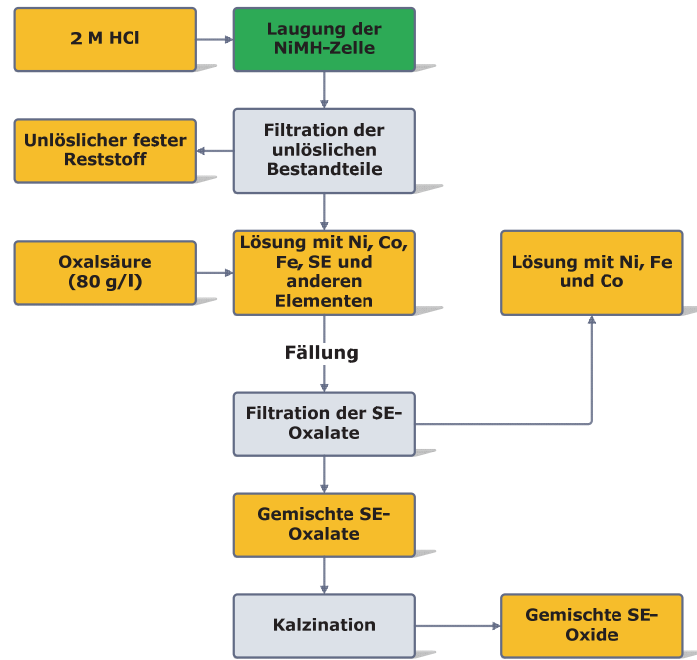 2 M HCl
Laugung der
NiMH-Zelle
Unlöslicher fester
Reststoff
Filtration der
unlöslichen
Bestandteile
Oxalsäure
(80 g/l)
Lösung mit Ni, Co,
Fe, SE und
anderen
Elementen
Lösung mit Ni, Fe
und Co
Fällung
Filtration der SE-
Oxalate
Gemischte SE-
Oxalate
Kalzination
Gemischte SE-
Oxide